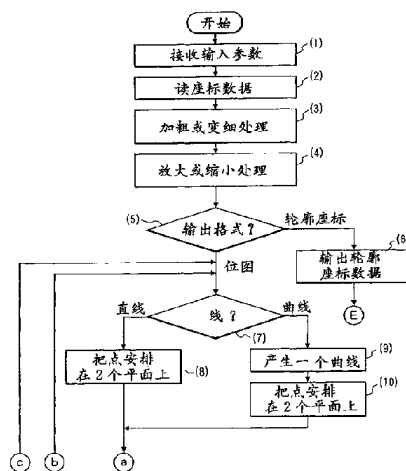 开始
(1)
接收输入参数
(2)
读座标数据
(3)
加粗或变细处理
(4)
放大或缩小处理
(5)
输出格式?
轮廓座标
(6)
输出轮廓
座标数据
位图
E
直线
线?
曲线
(7)
把点安排
在2个平面上
(8)
产生一个曲线
(9)
(10)
把点安排
在2个平面上
c
b
a